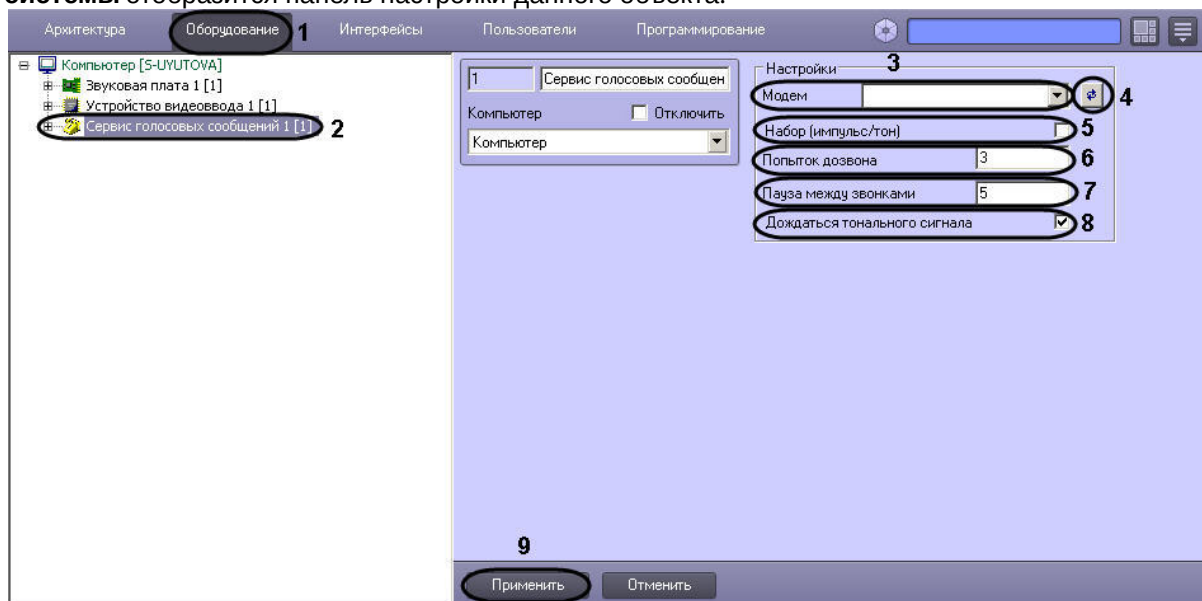 системы отобразится панель настройки данного объекта.
Архитектура Оборудование 1 Интерфейсы Пользователи Программирование
Компьютер [S-UYUTOVA]
Звуковая плата 1 [1]
Устройство видеоввода 1 [1]
Сервис голосовых сообщений 1 [1] 2
1 Сервис голосовых сообщен
Компьютер Отключить
Компьютер
Настройки 3
Модем 4
Набор (импульс/тон) 5
Попыток дозвона 3 6
Пауза между звонками 5 7
Дождаться тонального сигнала 8
9
Применить Отменить